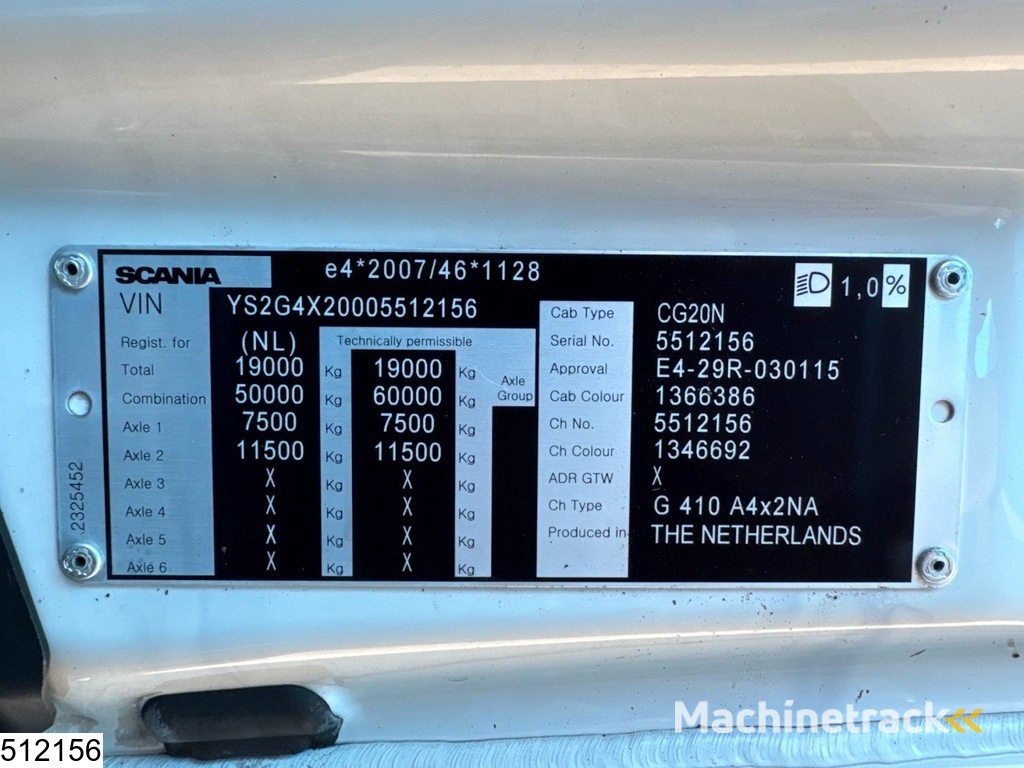 SCANIA e4*2007/46*1128 1,0%
VIN YS2G4X20005512156
Regist. for (NL) Technically permissible
Total 19000 Kg 19000 Kg
Combination 50000 Kg 60000 Kg
Axle Group
Axle 1 7500 Kg 7500 Kg
Axle 2 11500 Kg 11500 Kg
Axle 3 X Kg X Kg
Axle 4 X Kg X Kg
Axle 5 X Kg X Kg
Axle 6 X Kg X Kg
Cab Type CG20N
Serial No. 5512156
Approval E4-29R-030115
Cab Colour 1366386
Ch No. 5512156
Ch Colour 1346692
ADR GTW X
Ch Type G 410 A4x2NA
Produced in THE NETHERLANDS
2325452
Machinetrack
512156